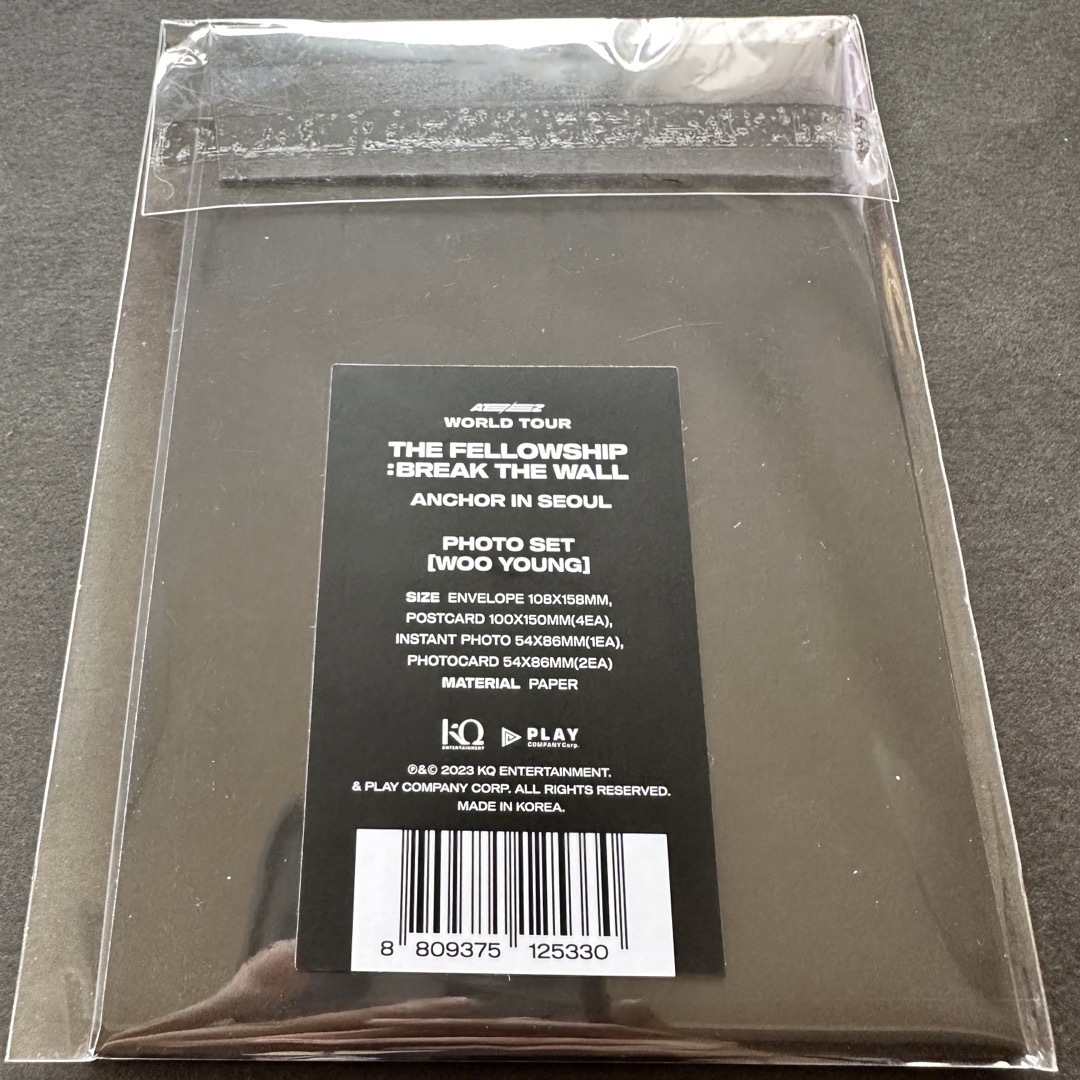 ATEEZ
WORLD TOUR
THE FELLOWSHIP
:BREAK THE WALL
ANCHOR IN SEOUL
PHOTO SET
[WOO YOUNG]
SIZE ENVELOPE 108X158MM,
POSTCARD 100X150MM(4EA),
INSTANT PHOTO 54X86MM(1EA),
PHOTOCARD 54X86MM(2EA)
MATERIAL PAPER
KQ ENTERTAINMENT PLAY COMPANY Corp.
℗&© 2023 KQ ENTERTAINMENT.
& PLAY COMPANY CORP. ALL RIGHTS RESERVED.
MADE IN KOREA.
8 809375 125330